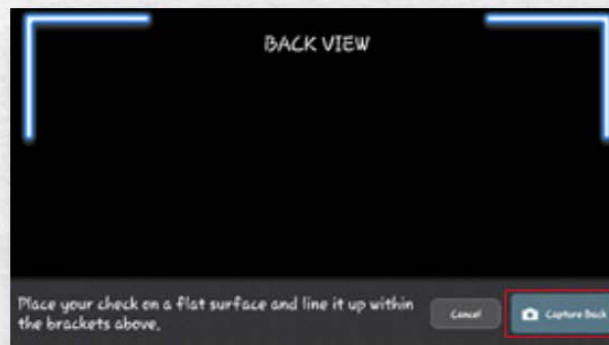 BACK VIEW
Place your check on a flat surface and line it up within
the brackets above.
Cancel
Capture Back